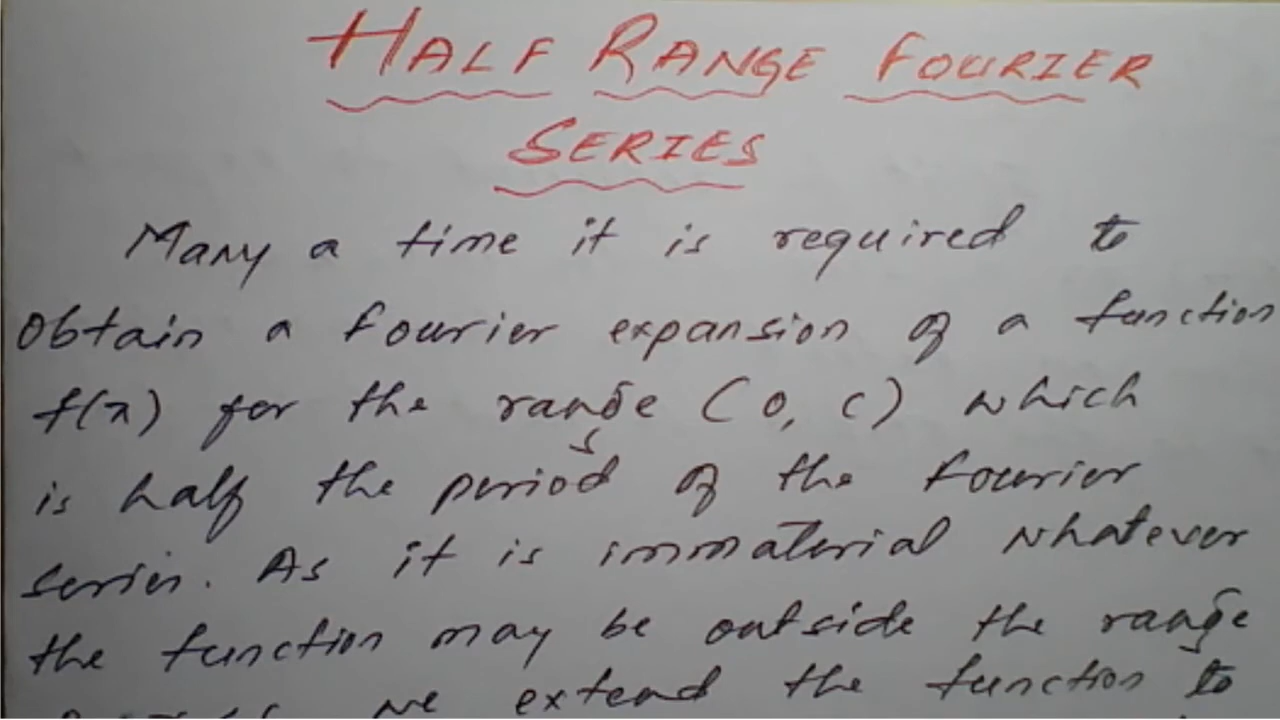 HALF RANGE FOURIER
SERIES
Many a time it is required to
obtain a fourier expansion of a function
f(x) for the range (0, c) which
is half the period of the fourier
series. As it is immaterial whatever
the function may be outside the range
we extend the function to